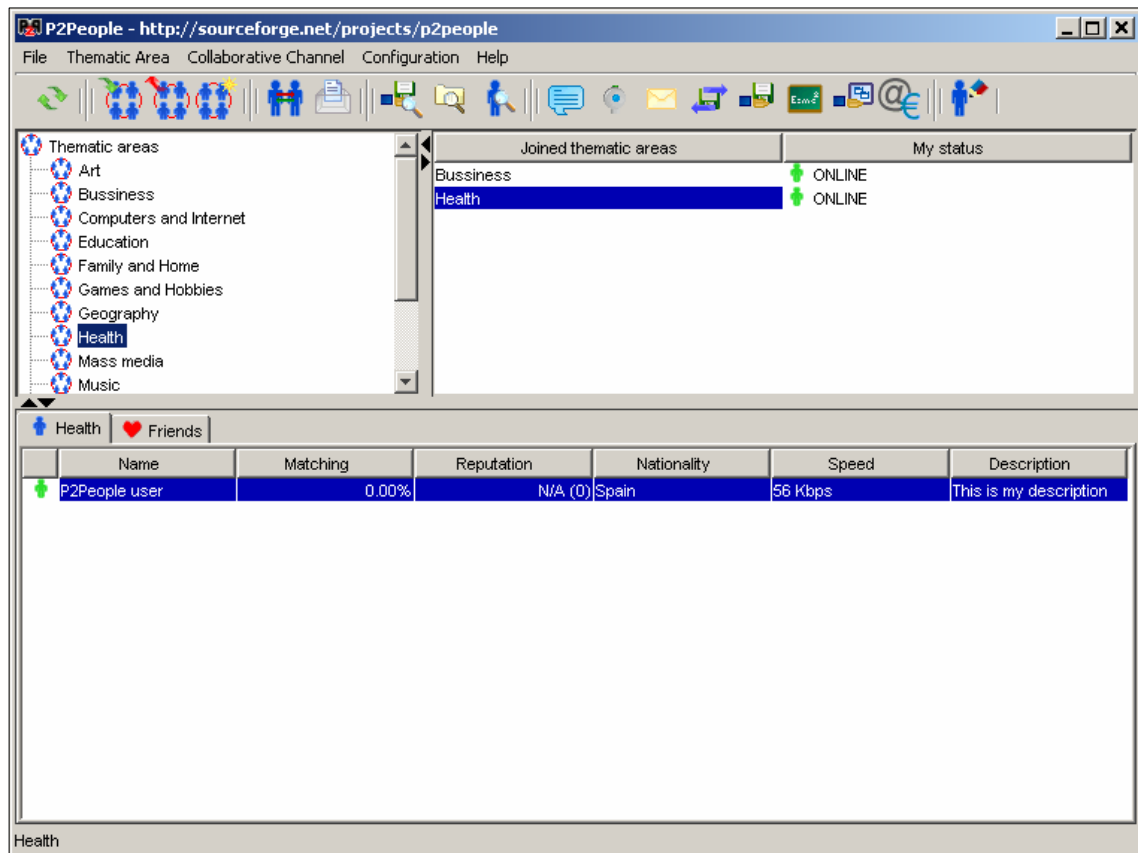 P2People - http://sourceforge.net/projects/p2people
File Thematic Area Collaborative Channel Configuration Help
E=mc²
@€
Thematic areas
Art
Bussiness
Computers and Internet
Education
Family and Home
Games and Hobbies
Geography
Health
Mass media
Music
Joined thematic areas My status
Bussiness ONLINE
Health ONLINE
Health Friends
Name Matching Reputation Nationality Speed Description
P2People user 0.00% N/A (0) Spain 56 Kbps This is my description
Health